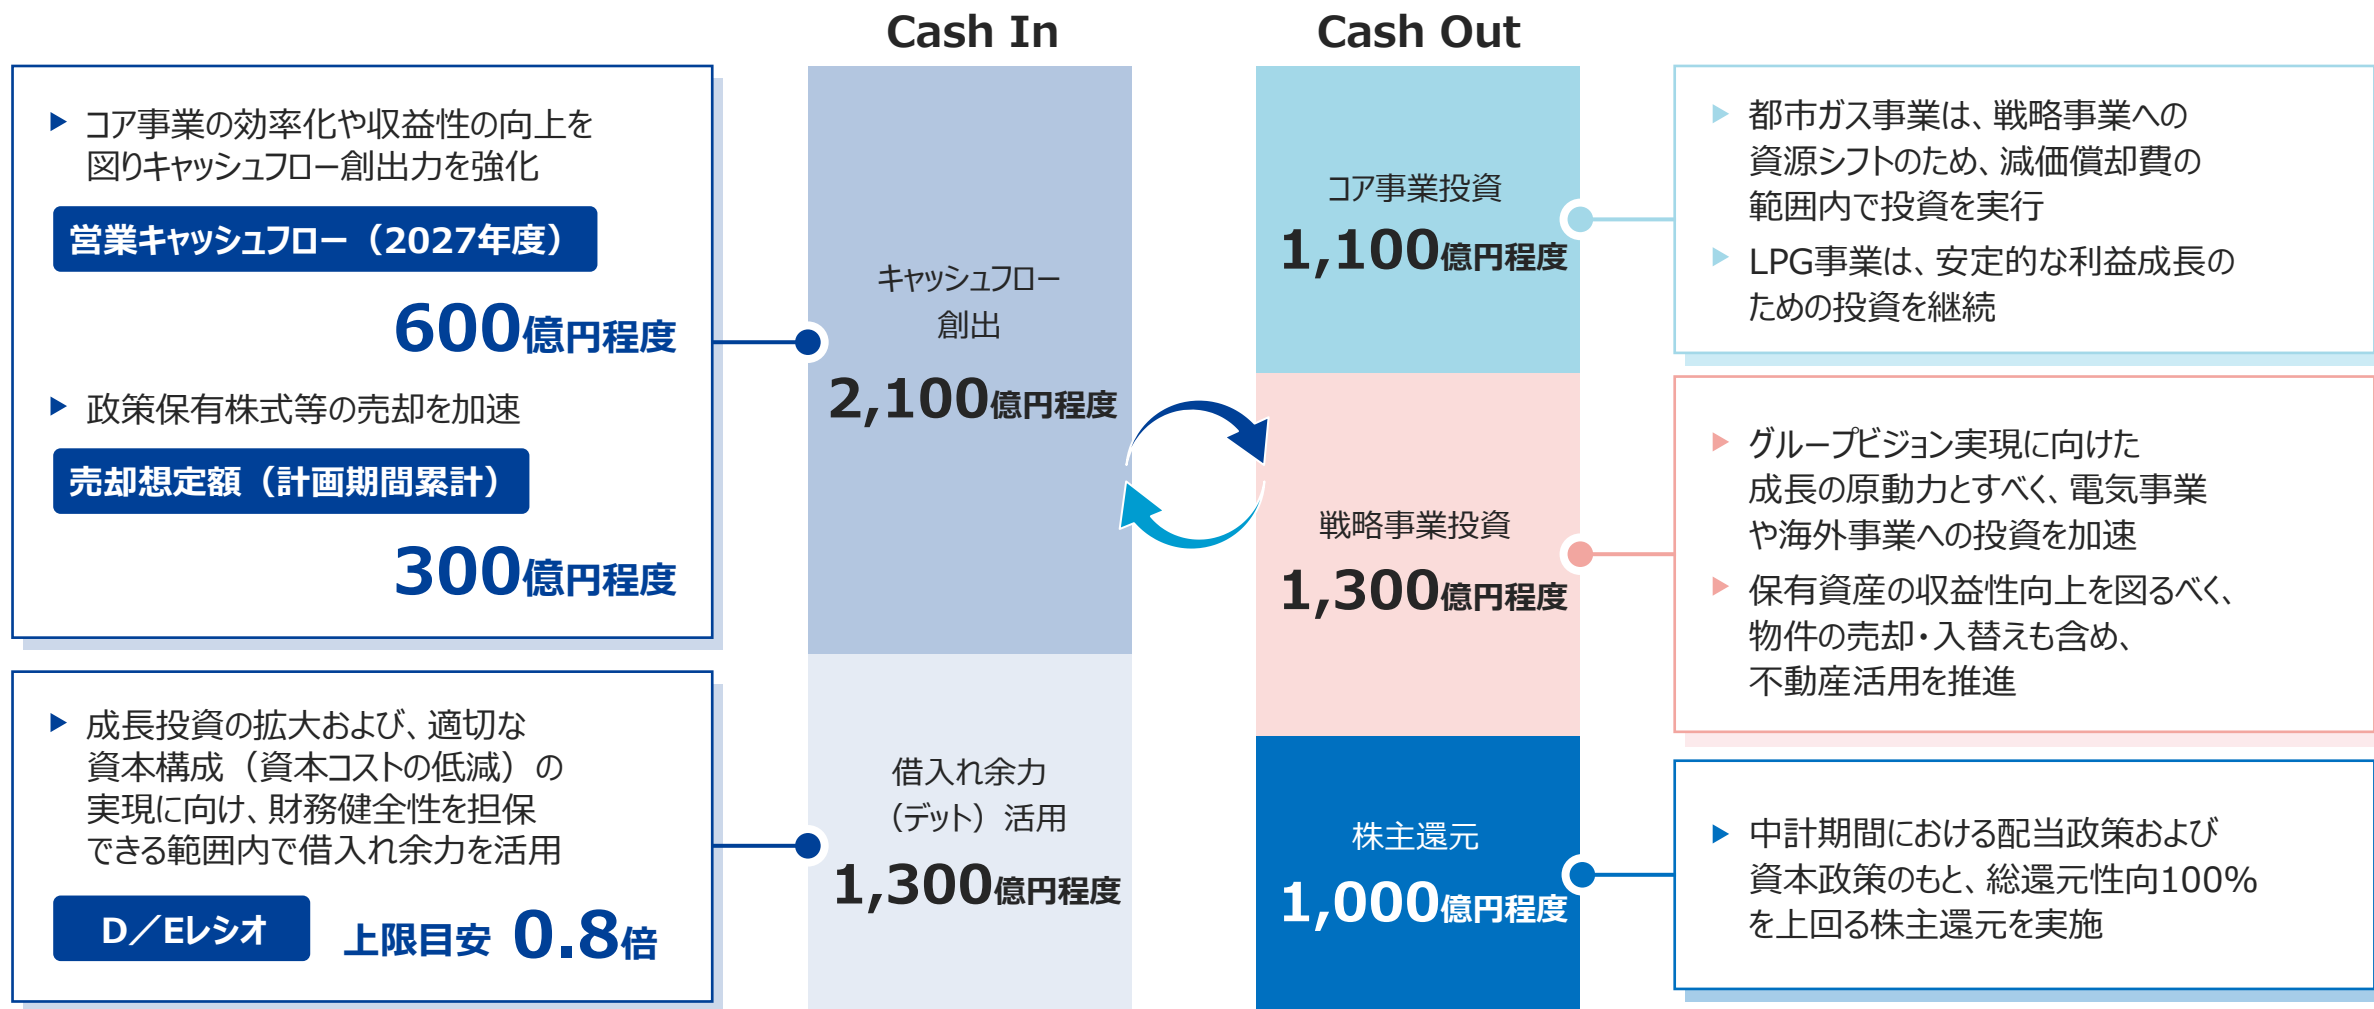 Cash In
Cash Out
コア事業の効率化や収益性の向上を
図りキャッシュフロー創出力を強化
営業キャッシュフロー（2027年度）
600億円程度
政策保有株式等の売却を加速
売却想定額（計画期間累計）
300億円程度
成長投資の拡大および、適切な
資本構成（資本コストの低減）の
実現に向け、財務健全性を担保
できる範囲内で借入れ余力を活用
D／Eレシオ 上限目安 0.8倍
キャッシュフロー
創出
2,100億円程度
借入れ余力
（デット）活用
1,300億円程度
コア事業投資
1,100億円程度
戦略事業投資
1,300億円程度
株主還元
1,000億円程度
都市ガス事業は、戦略事業への
資源シフトのため、減価償却費の
範囲内で投資を実行
LPG事業は、安定的な利益成長の
ための投資を継続
グループビジョン実現に向けた
成長の原動力とすべく、電気事業
や海外事業への投資を加速
保有資産の収益性向上を図るべく、
物件の売却・入替えも含め、
不動産活用を推進
中計期間における配当政策および
資本政策のもと、総還元性向100%
を上回る株主還元を実施